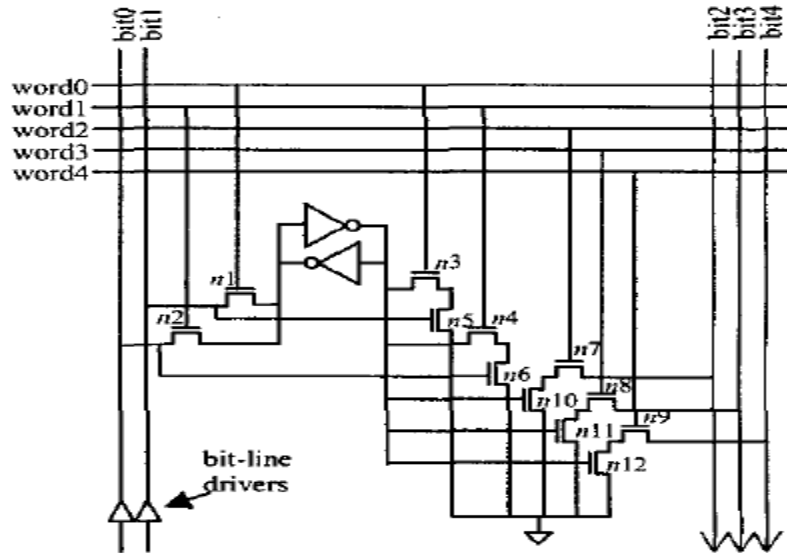 bit0
bit1
bit2
bit3
bit4
word0
word1
word2
word3
word4
n1
n2
n3
n5
n4
n6
n7
n8
n10
n9
n11
n12
bit-line
drivers